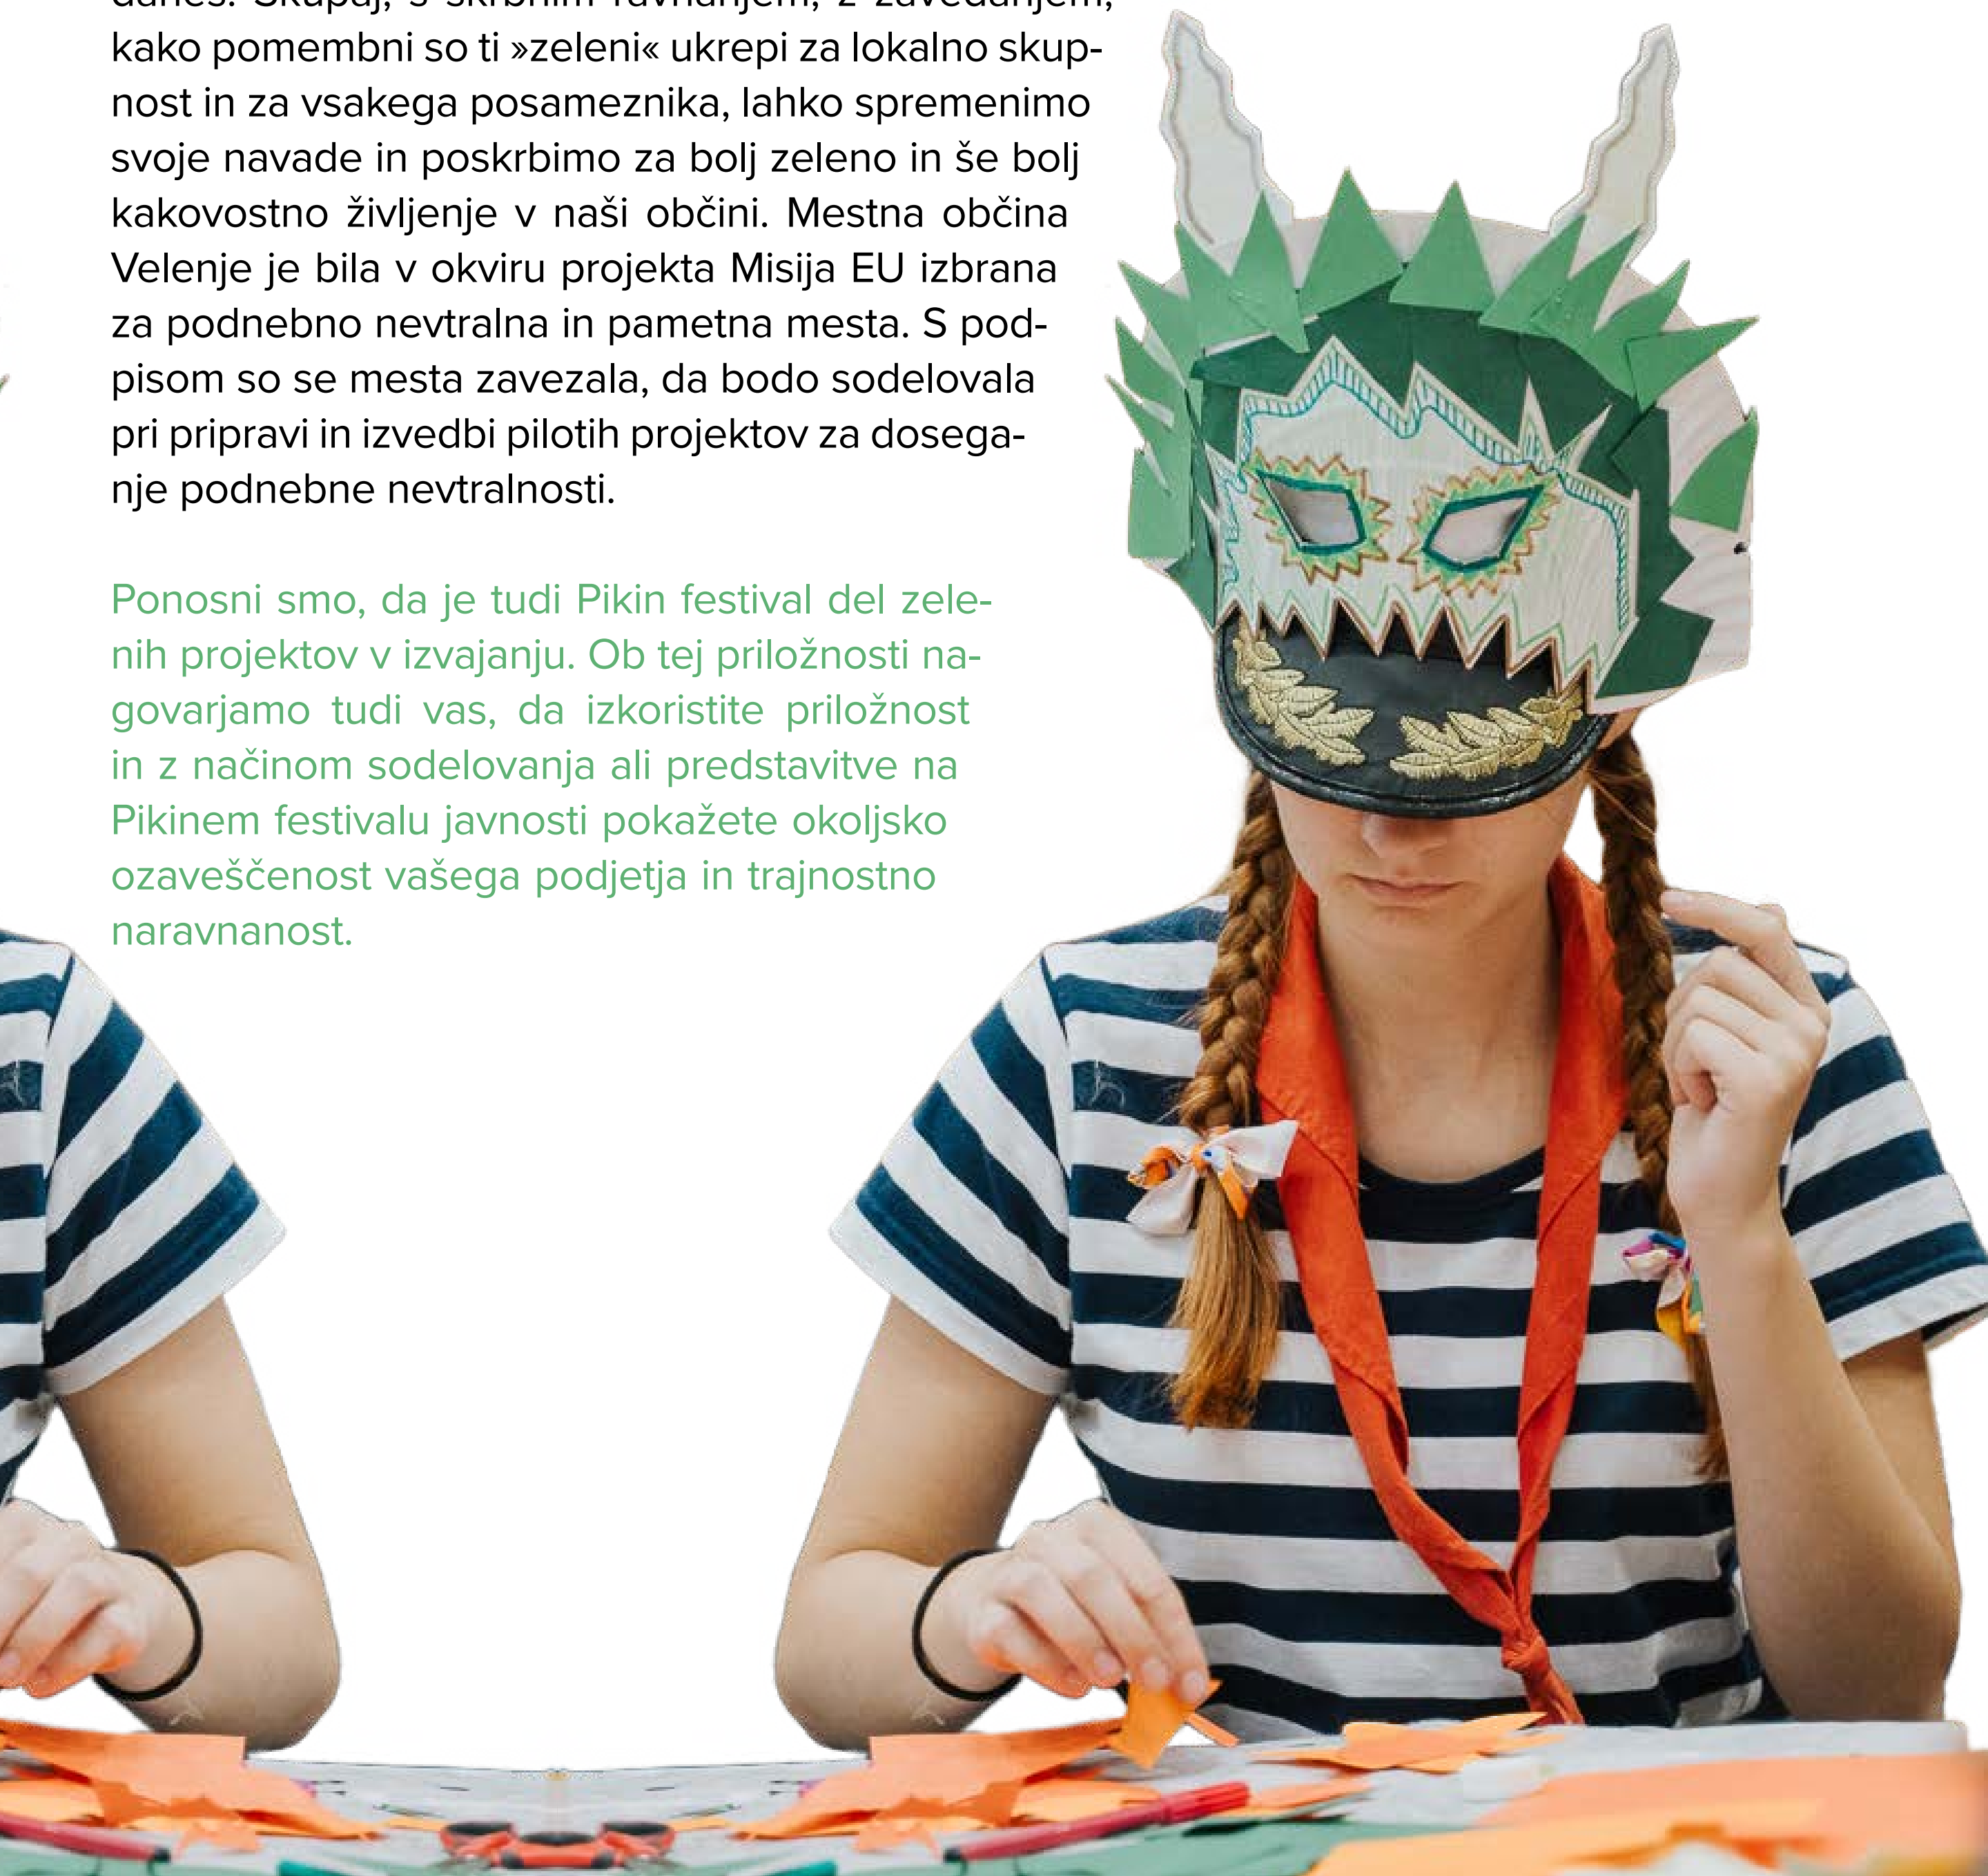 danes. Skupaj, s skrbnim ravnanjem, z zavedanjem,
kako pomembni so ti »zeleni« ukrepi za lokalno skup-
nost in za vsakega posameznika, lahko spremenimo
svoje navade in poskrbimo za bolj zeleno in še bolj
kakovostno življenje v naši občini. Mestna občina
Velenje je bila v okviru projekta Misija EU izbrana
za podnebno nevtralna in pametna mesta. S pod-
pisom so se mesta zavezala, da bodo sodelovala
pri pripravi in izvedbi pilotih projektov za dosega-
nje podnebne nevtralnosti.
Ponosni smo, da je tudi Pikin festival del zele-
nih projektov v izvajanju. Ob tej priložnosti na-
govarjamo tudi vas, da izkoristite priložnost
in z načinom sodelovanja ali predstavitve na
Pikinem festivalu javnosti pokažete okoljsko
ozaveščenost vašega podjetja in trajnostno
naravnanost.